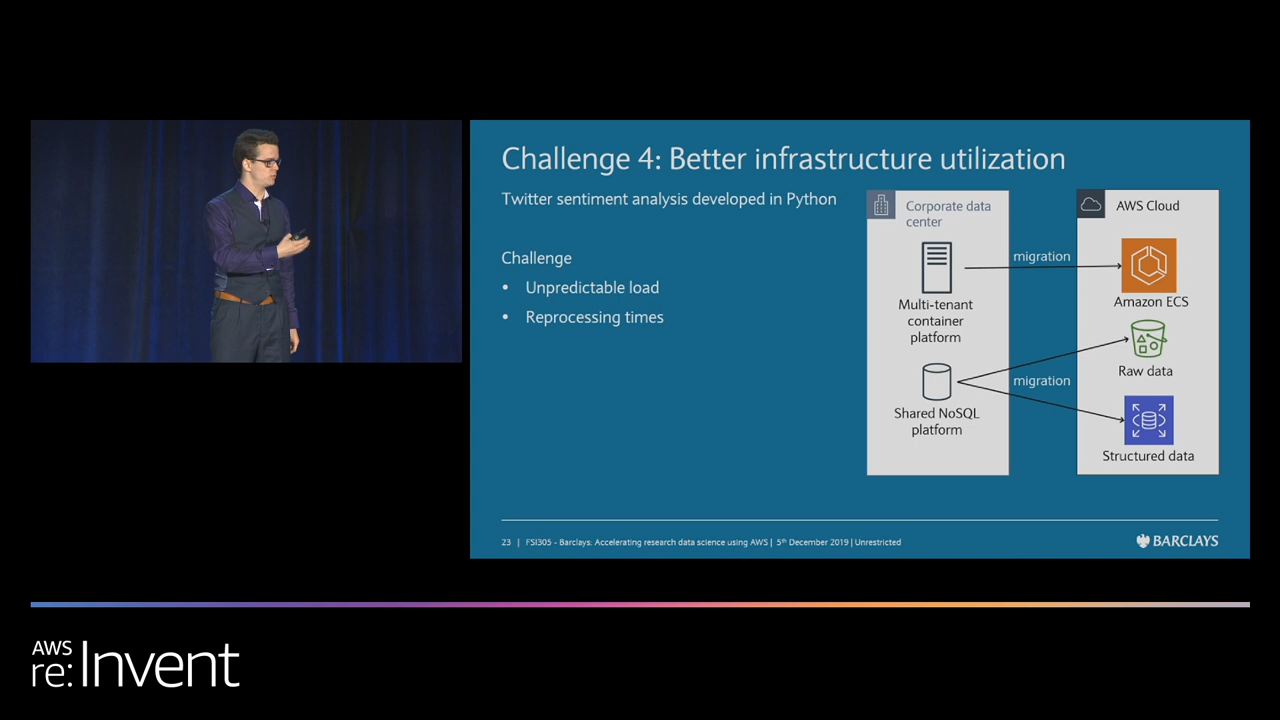 Challenge 4: Better infrastructure utilization
Twitter sentiment analysis developed in Python
Challenge
• Unpredictable load
• Reprocessing times
Corporate data
center
Multi-tenant
container
platform
Shared NoSQL
platform
migration
migration
AWS Cloud
Amazon ECS
Raw data
Structured data
23 | FSI305 - Barclays: Accelerating research data science using AWS | 5th December 2019 | Unrestricted
BARCLAYS
AWS
re:Invent